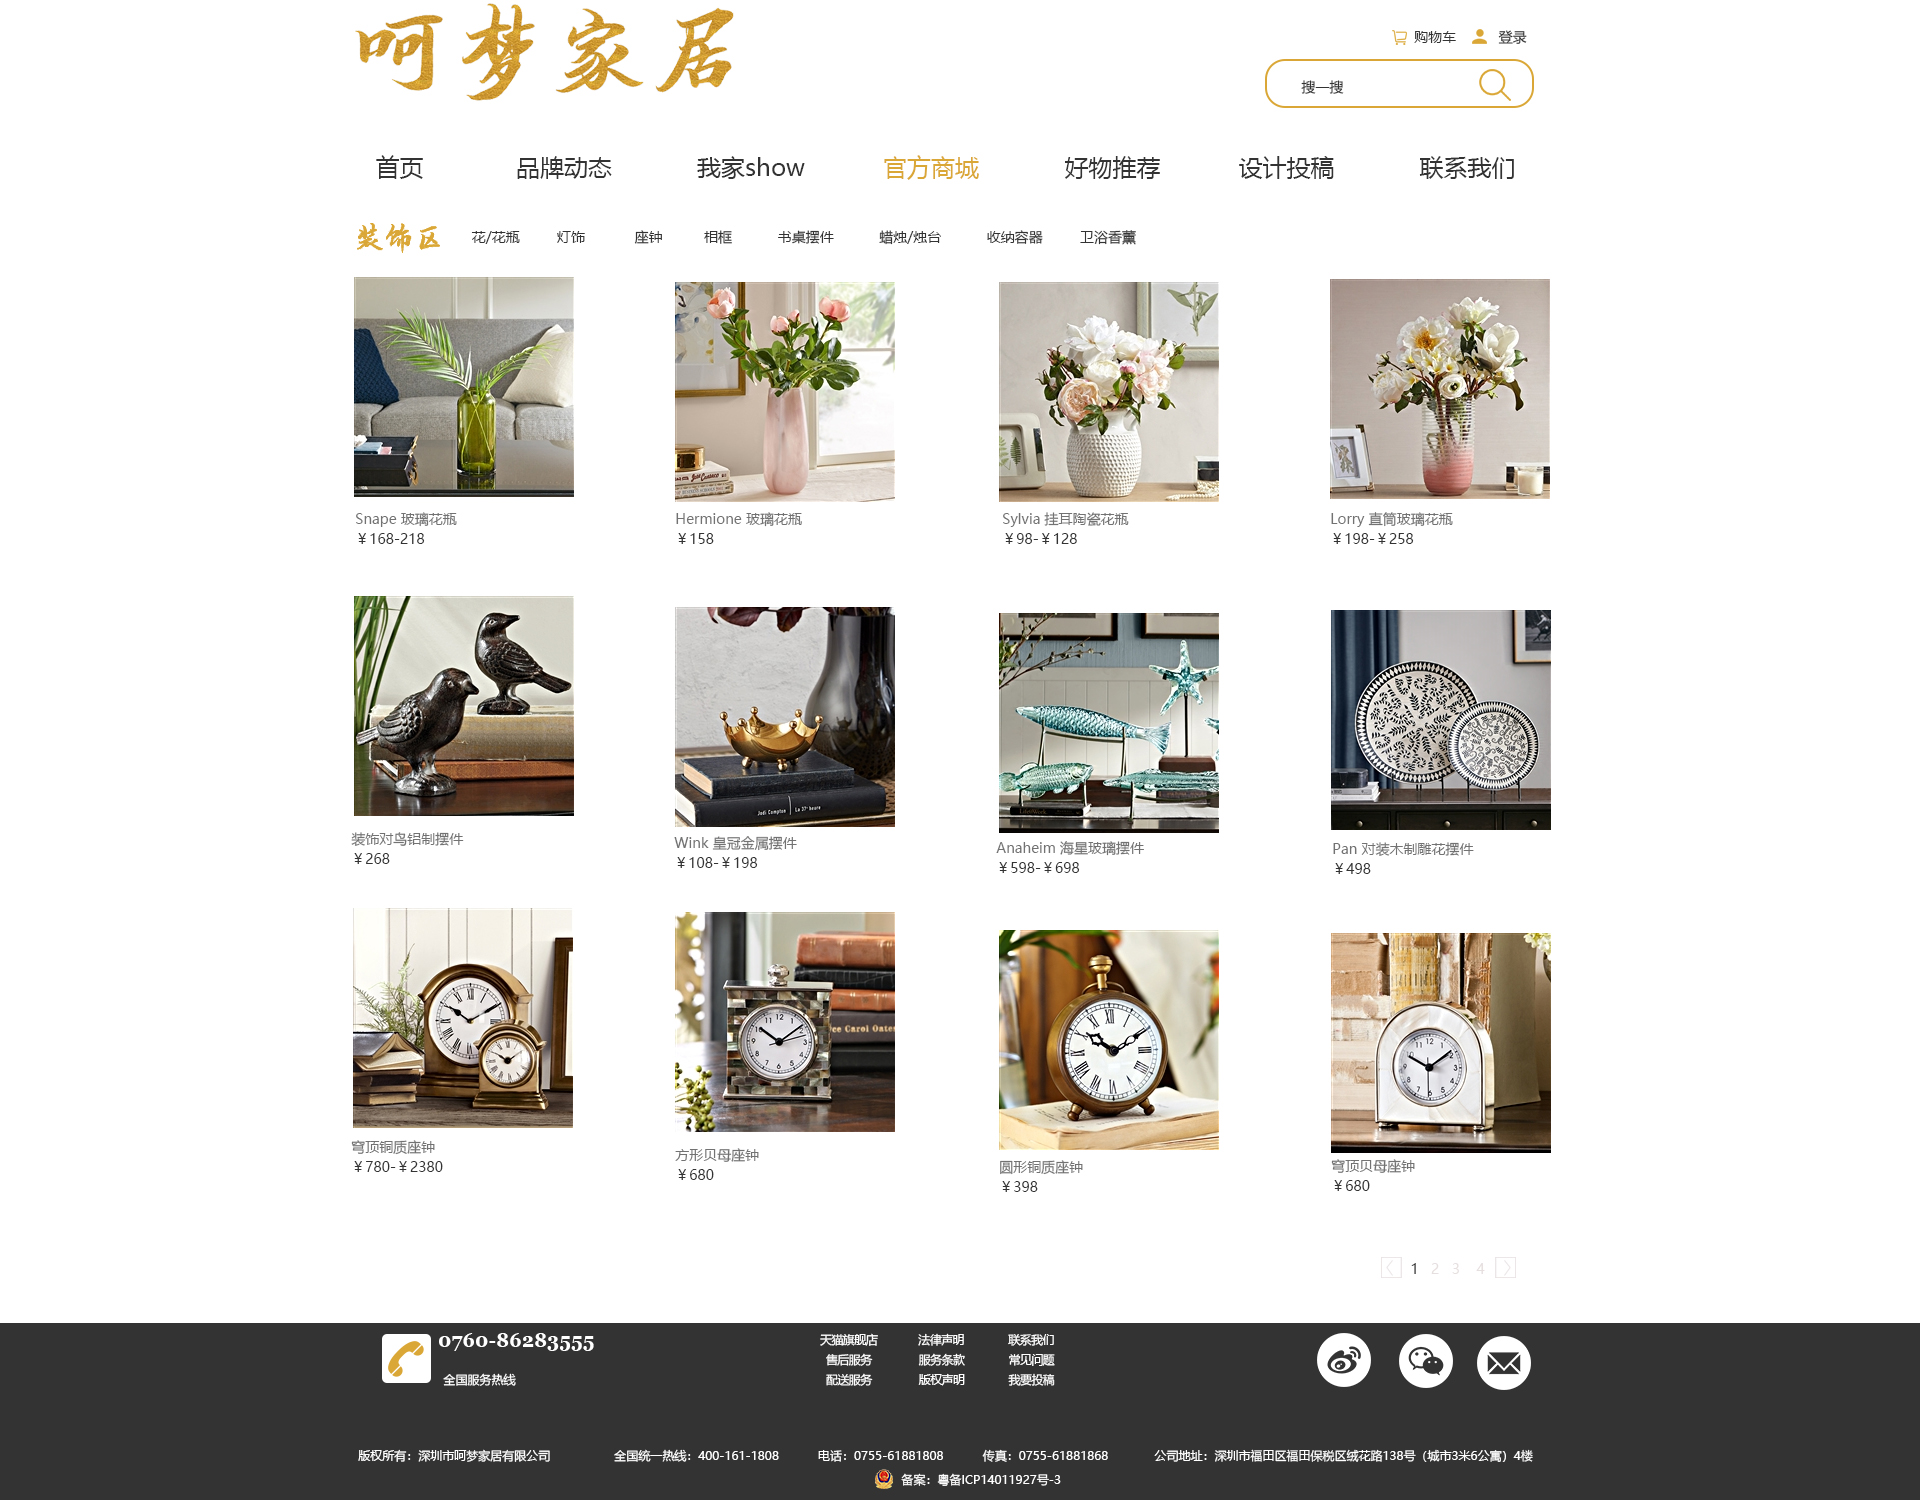 呵梦家居
购物车 登录
搜一搜
首页 品牌动态 我家show 官方商城 好物推荐 设计投稿 联系我们
装饰区 花/花瓶 灯饰 座钟 相框 书桌摆件 蜡烛/烛台 收纳容器 卫浴香薰
Snape 玻璃花瓶
¥168-218
Hermione 玻璃花瓶
¥158
Sylvia 挂耳陶瓷花瓶
¥98-¥128
Lorry 直筒玻璃花瓶
¥198-¥258
装饰对鸟铝制摆件
¥268
Jodi Compton La 37e heure
Wink 皇冠金属摆件
¥108-¥198
Anaheim 海星玻璃摆件
¥598-¥698
Pan 对装木制雕花摆件
¥498
穹顶铜质座钟
¥780-¥2380
Carol Oates
方形贝母座钟
¥680
圆形铜质座钟
¥398
穹顶贝母座钟
¥680
1 2 3 4
0760-86283555
全国服务热线
天猫旗舰店 法律声明 联系我们
售后服务 服务条款 常见问题
配送服务 版权声明 我要投稿
版权所有：深圳市呵梦家居有限公司 全国统一热线：400-161-1808 电话：0755-61881808 传真：0755-61881868 公司地址：深圳市福田区福田保税区绒花路138号（城市3米6公寓）4楼
备案：粤备ICP14011927号-3